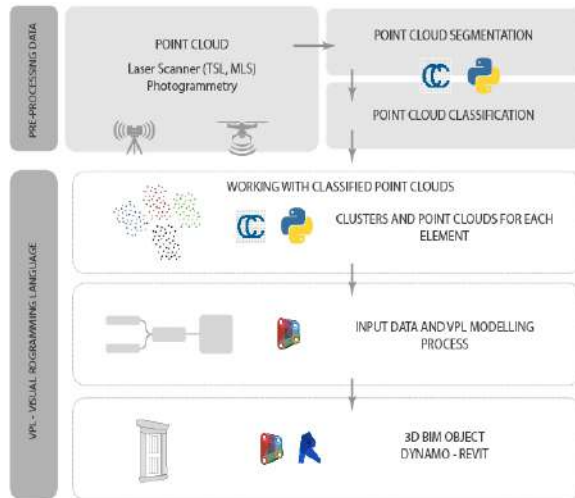 PRE-PROCESSING DATA
POINT CLOUD
Laser Scanner (TSL, MLS)
Photogrammetry
POINT CLOUD SEGMENTATION
POINT CLOUD CLASSIFICATION
VPL - VISUAL ROGRAMMING LANGUAGE
WORKING WITH CLASSIFIED POINT CLOUDS
CLUSTERS AND POINT CLOUDS FOR EACH
ELEMENT
INPUT DATA AND VPL MODELLING
PROCESS
3D BIM OBJECT
DYNAMO - REVIT